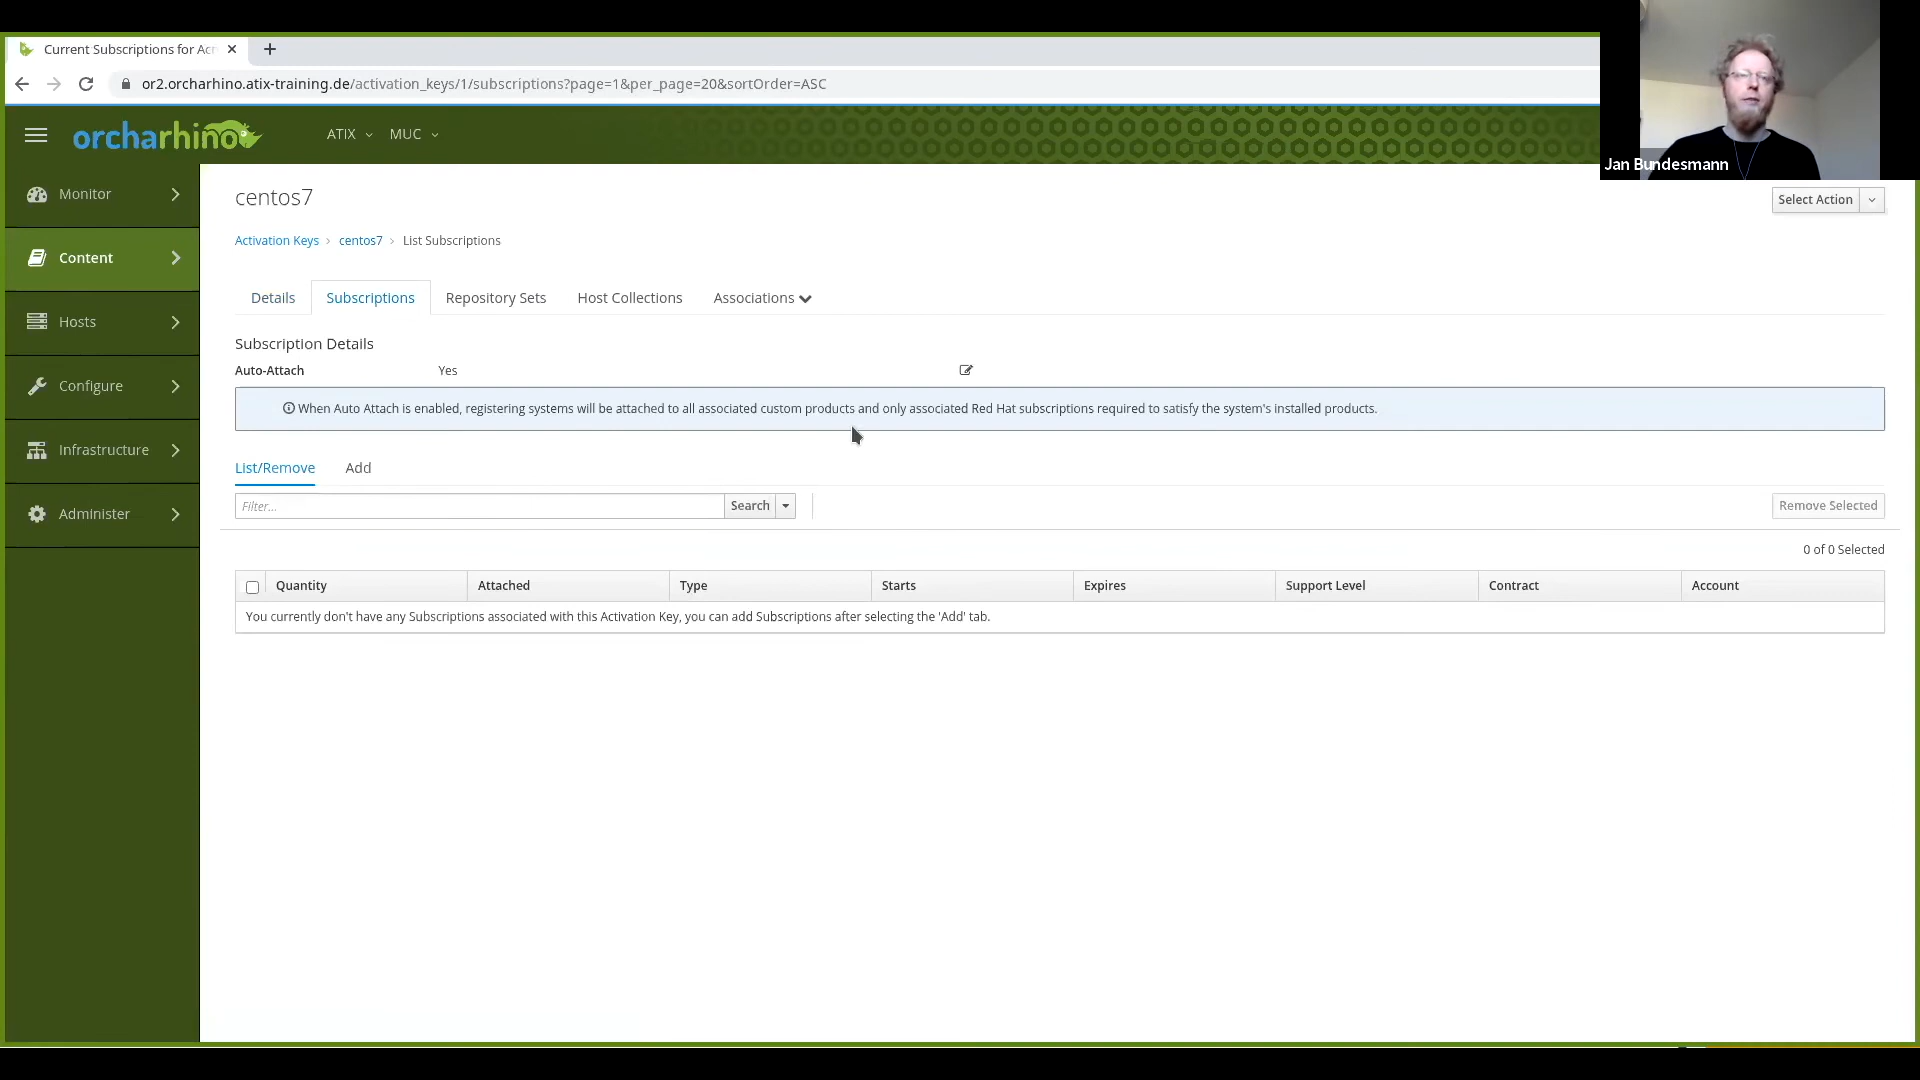 Current Subscriptions for Acti
or2.orcharhino.atix-training.de/activation_keys/1/subscriptions?page=1&per_page=20&sortOrder=ASC
orcharhino
ATIX
MUC
Jan Bundesmann
Monitor
Content
Hosts
Configure
Infrastructure
Administer
centos7
Select Action
Activation Keys › centos7 › List Subscriptions
Details Subscriptions Repository Sets Host Collections Associations
Subscription Details
Auto-Attach Yes
When Auto Attach is enabled, registering systems will be attached to all associated custom products and only associated Red Hat subscriptions required to satisfy the system's installed products.
List/Remove Add
Filter... Search Remove Selected
0 of 0 Selected
Quantity Attached Type Starts Expires Support Level Contract Account
You currently don't have any Subscriptions associated with this Activation Key, you can add Subscriptions after selecting the 'Add' tab.